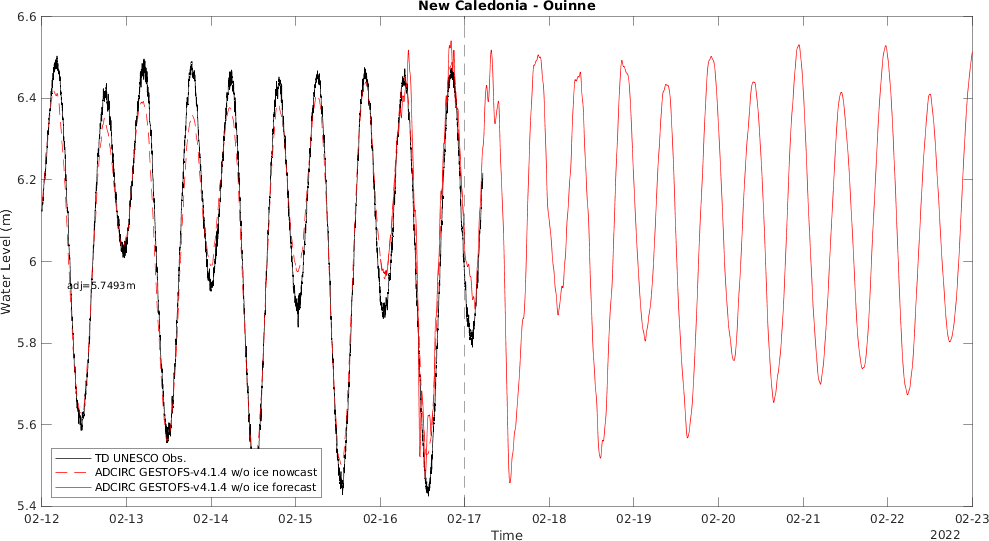 New Caledonia - Ouinne
6.6
6.4
6.2
6
5.8
5.6
5.4
Water Level (m)
adj=5.7493m
TD UNESCO Obs.
ADCIRC GESTOFS-v4.1.4 w/o ice nowcast
ADCIRC GESTOFS-v4.1.4 w/o ice forecast
02-12 02-13 02-14 02-15 02-16 02-17 02-18 02-19 02-20 02-21 02-22 02-23
Time
2022